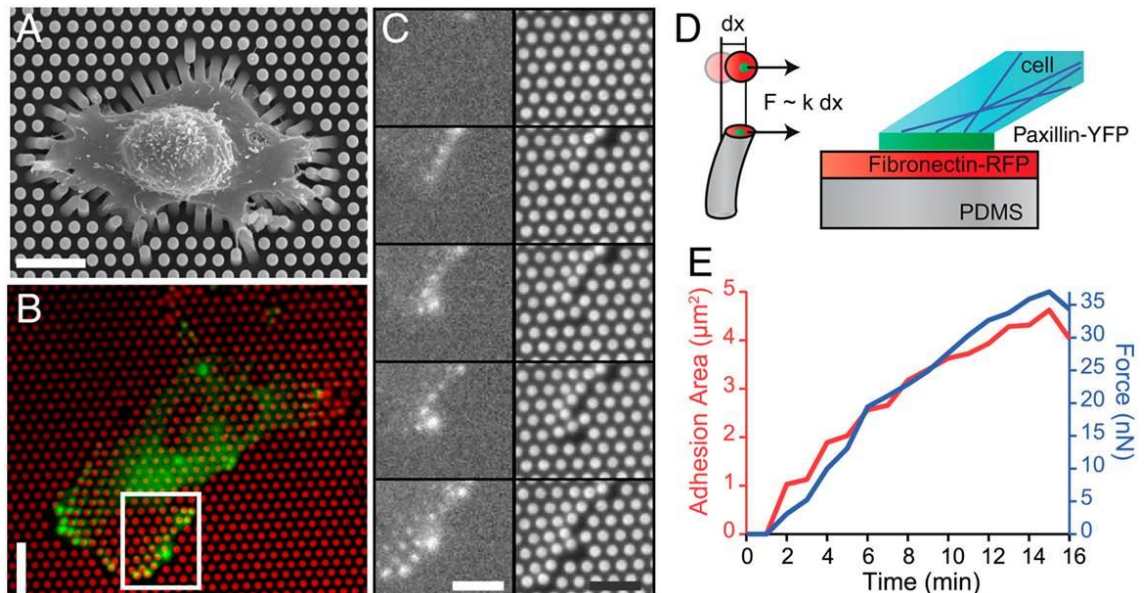 A
B
C
D
dx
F ~ k dx
cell
Paxillin-YFP
Fibronectin-RFP
PDMS
E
Adhesion Area (μm²)
5
4
3
2
1
0
35
30
25
20
15
10
5
0
Force (nN)
0 2 4 6 8 10 12 14 16
Time (min)